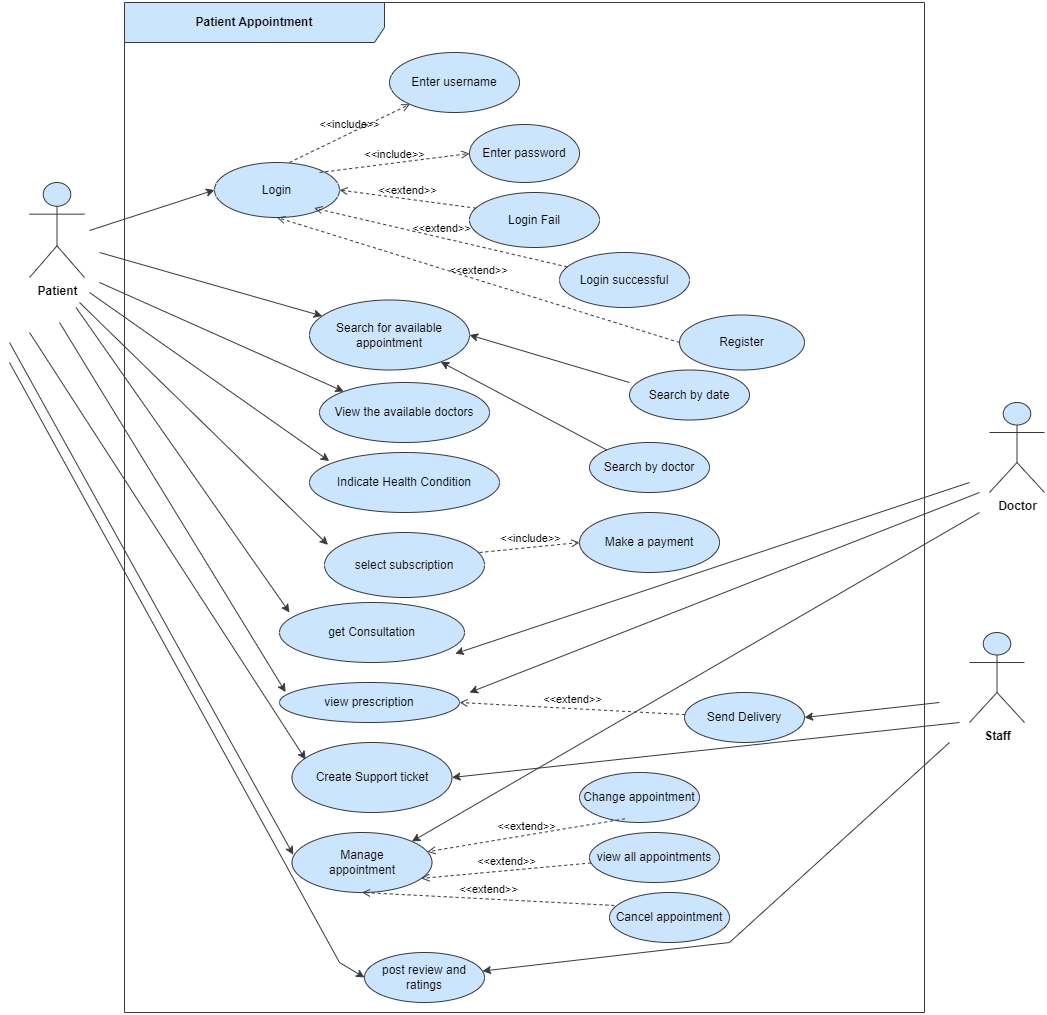 Patient Appointment
Enter username
<<include>>
Enter password
<<include>>
Login
<<extend>>
Login Fail
<<extend>>
Login successful
<<extend>>
Patient
Search for available
appointment
Register
Search by date
View the available doctors
Search by doctor
Indicate Health Condition
Doctor
<<include>>
Make a payment
select subscription
get Consultation
view prescription
<<extend>>
Send Delivery
Staff
Create Support ticket
Change appointment
<<extend>>
Manage
appointment
<<extend>>
view all appointments
<<extend>>
Cancel appointment
post review and
ratings